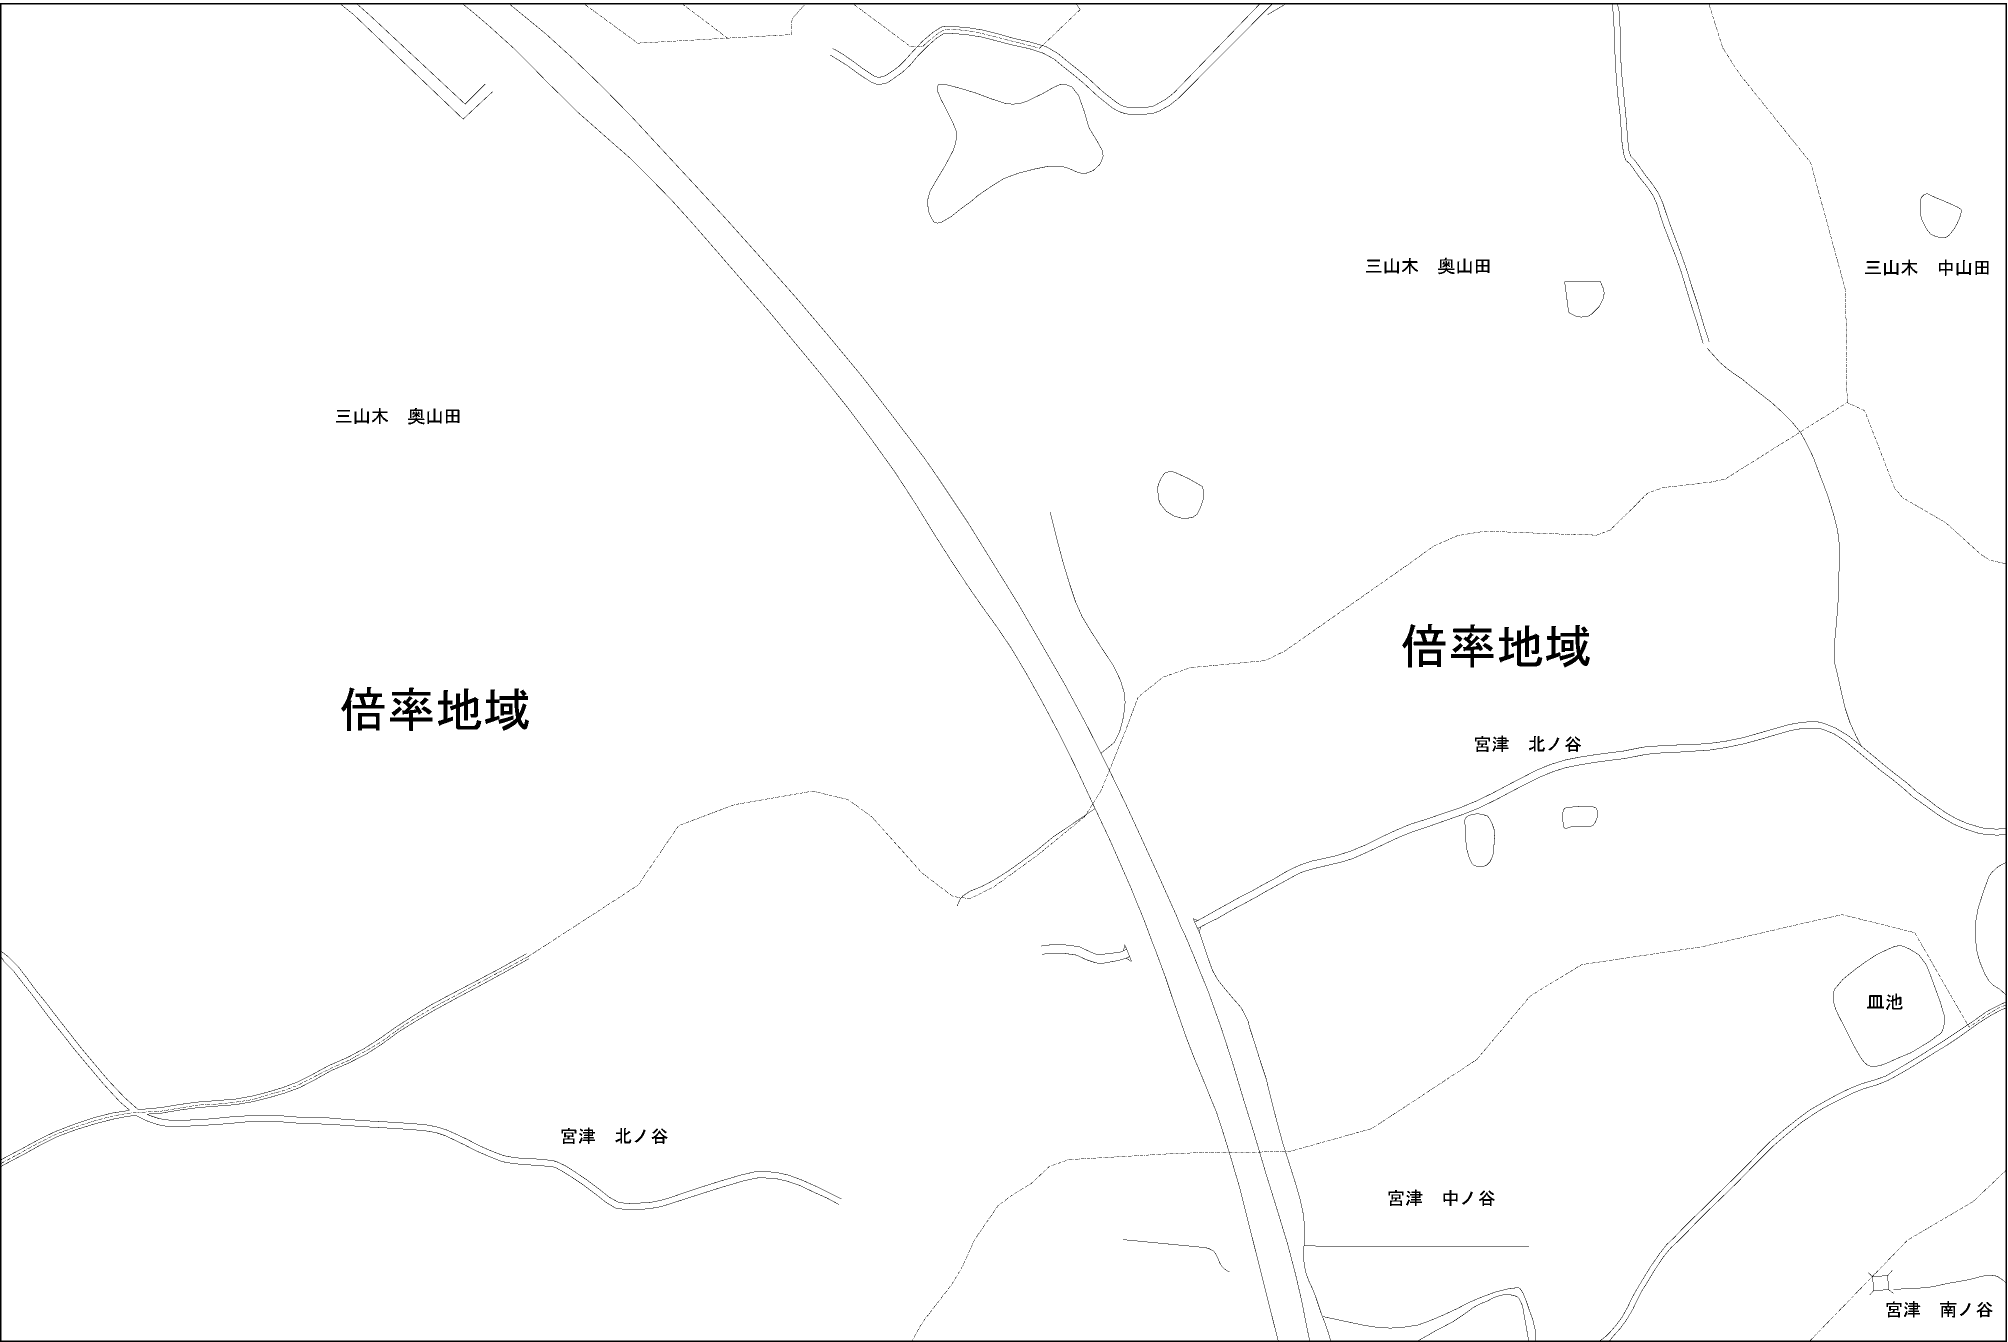 三山木　奥山田
三山木　中山田
三山木　奥山田
倍率地域
倍率地域
宮津　北ノ谷
皿池
宮津　北ノ谷
宮津　中ノ谷
宮津　南ノ谷